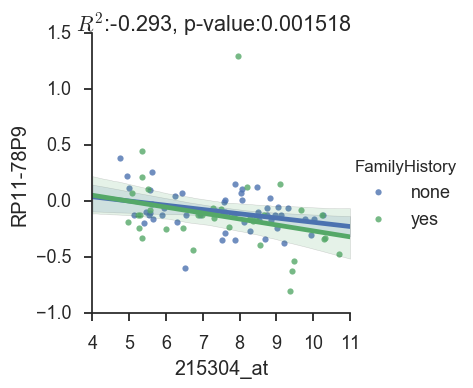 R²:-0.293, p-value:0.001518
1.5
1.0
0.5
0.0
−0.5
−1.0
RP11-78P9
4 5 6 7 8 9 10 11
215304_at
FamilyHistory
none
yes